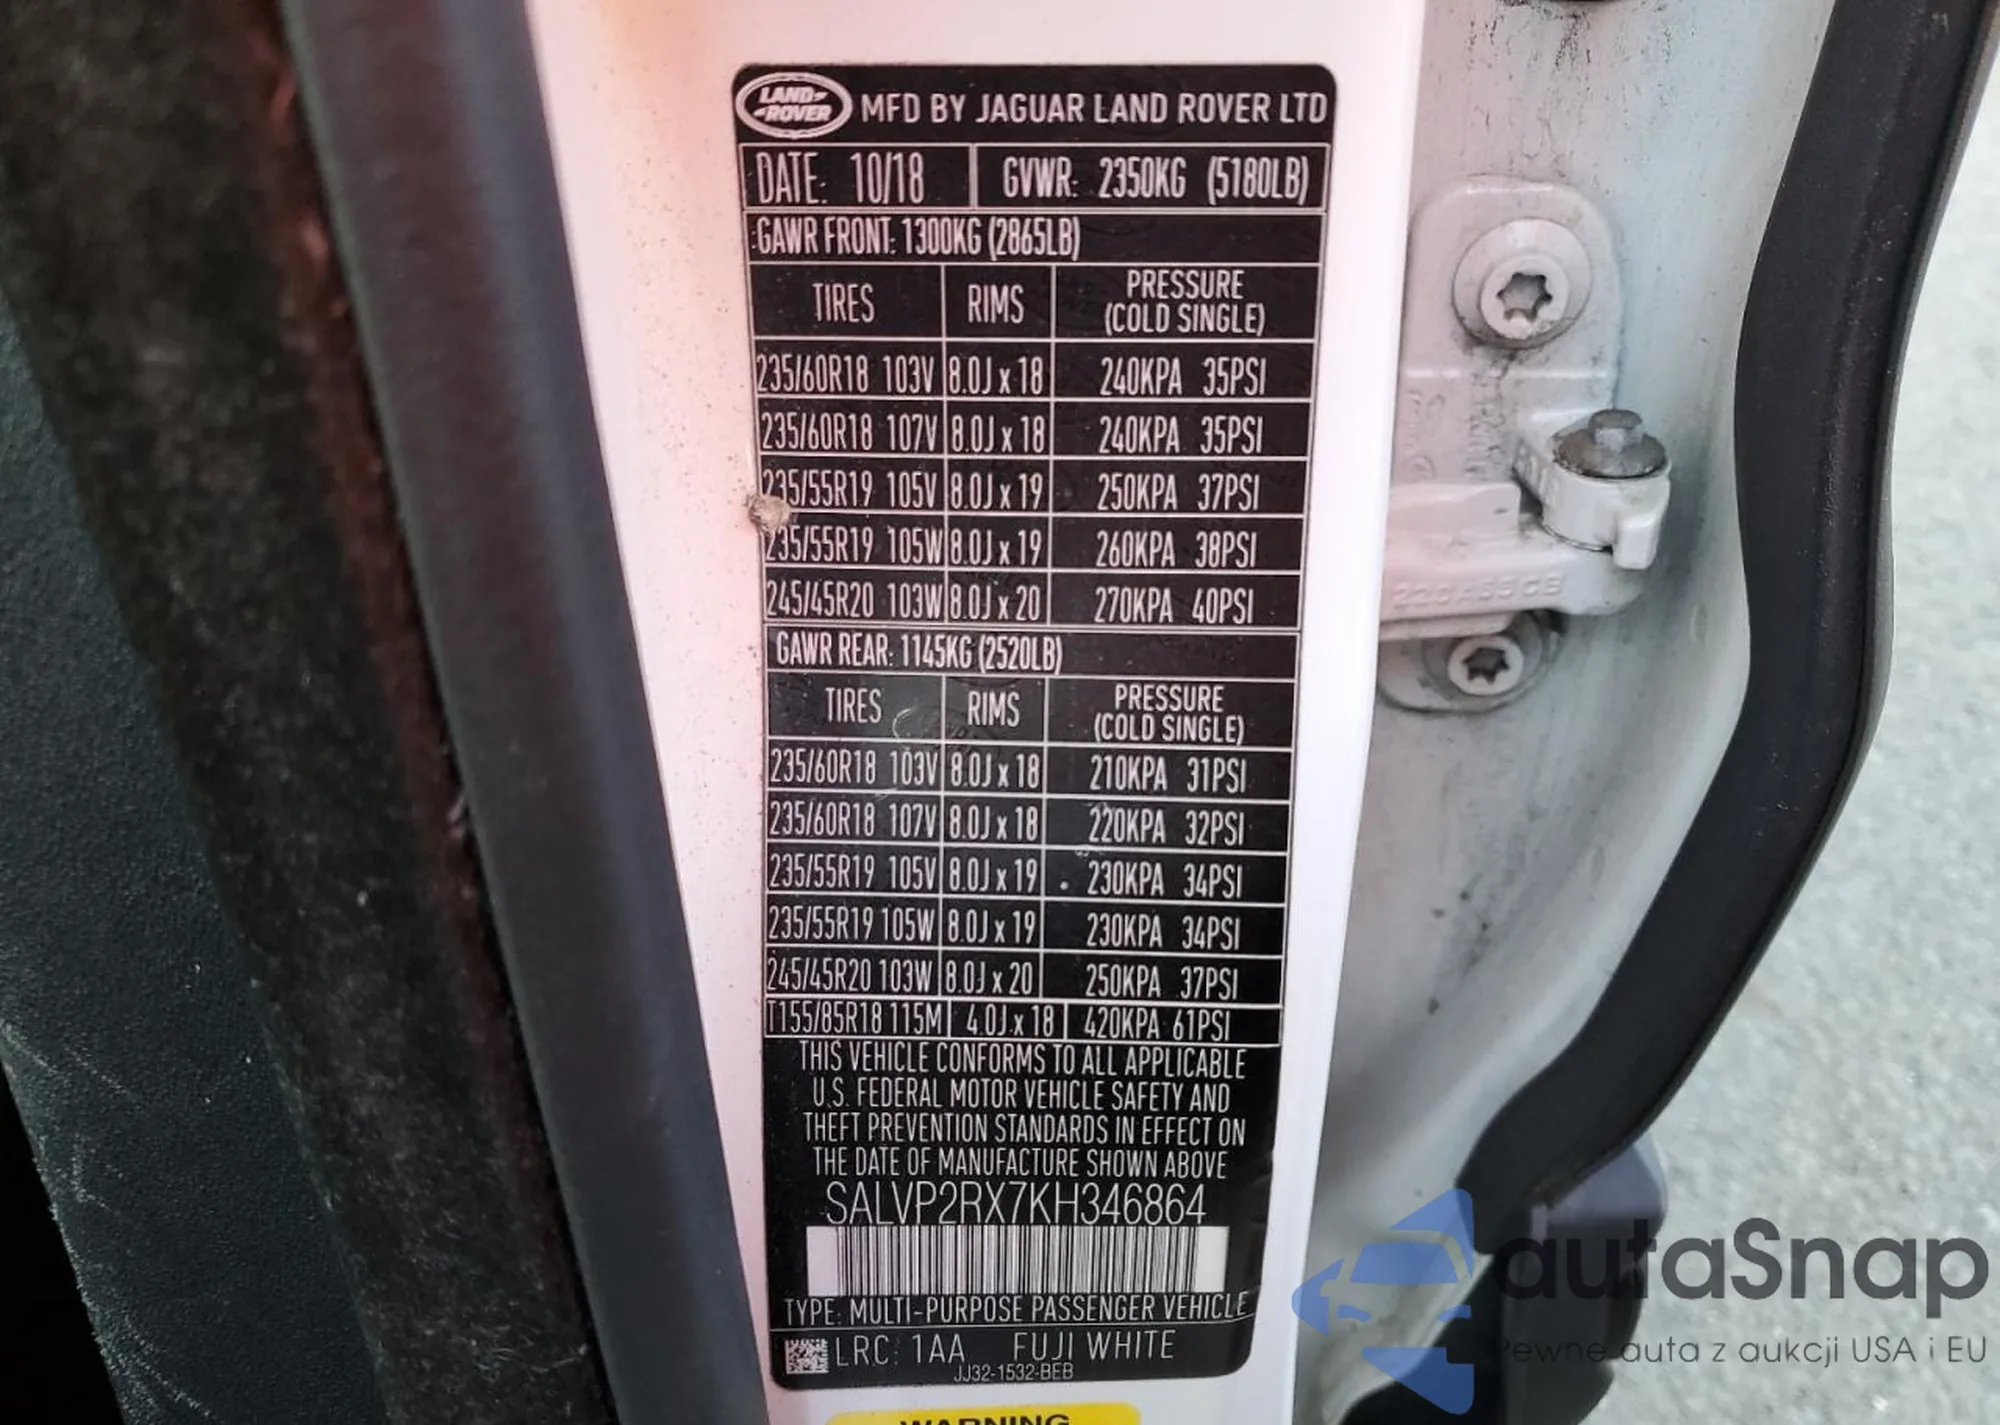 LAND ROVER MFD BY JAGUAR LAND ROVER LTD
DATE: 10/18 GVWR: 2350KG (5180LB)
GAWR FRONT: 1300KG (2865LB)
TIRES RIMS PRESSURE (COLD SINGLE)
235/60R18 103V 8.0J x 18 240KPA 35PSI
235/60R18 107V 8.0J x 18 240KPA 35PSI
235/55R19 105V 8.0J x 19 250KPA 37PSI
235/55R19 105W 8.0J x 19 260KPA 38PSI
245/45R20 103W 8.0J x 20 270KPA 40PSI
GAWR REAR: 1145KG (2520LB)
TIRES RIMS PRESSURE (COLD SINGLE)
235/60R18 103V 8.0J x 18 210KPA 31PSI
235/60R18 107V 8.0J x 18 220KPA 32PSI
235/55R19 105V 8.0J x 19 230KPA 34PSI
235/55R19 105W 8.0J x 19 230KPA 34PSI
245/45R20 103W 8.0J x 20 250KPA 37PSI
T155/85R18 115M 4.0J x 18 420KPA 61PSI
THIS VEHICLE CONFORMS TO ALL APPLICABLE
U.S. FEDERAL MOTOR VEHICLE SAFETY AND
THEFT PREVENTION STANDARDS IN EFFECT ON
THE DATE OF MANUFACTURE SHOWN ABOVE
SALVP2RX7KH346864
TYPE: MULTI-PURPOSE PASSENGER VEHICLE
LRC: 1AA FUJI WHITE
JJ32-1532-BEB
WARNING
autaSnap
Pewne auta z aukcji USA i EU